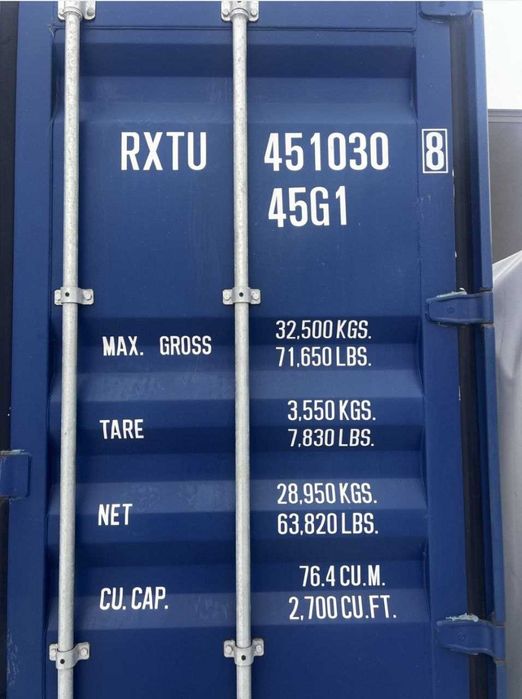 RXTU 451030 8
45G1
MAX. GROSS 32,500 KGS.
71,650 LBS.
TARE 3,550 KGS.
7,830 LBS.
NET 28,950 KGS.
63,820 LBS.
CU. CAP. 76.4 CU.M.
2,700 CU.FT.